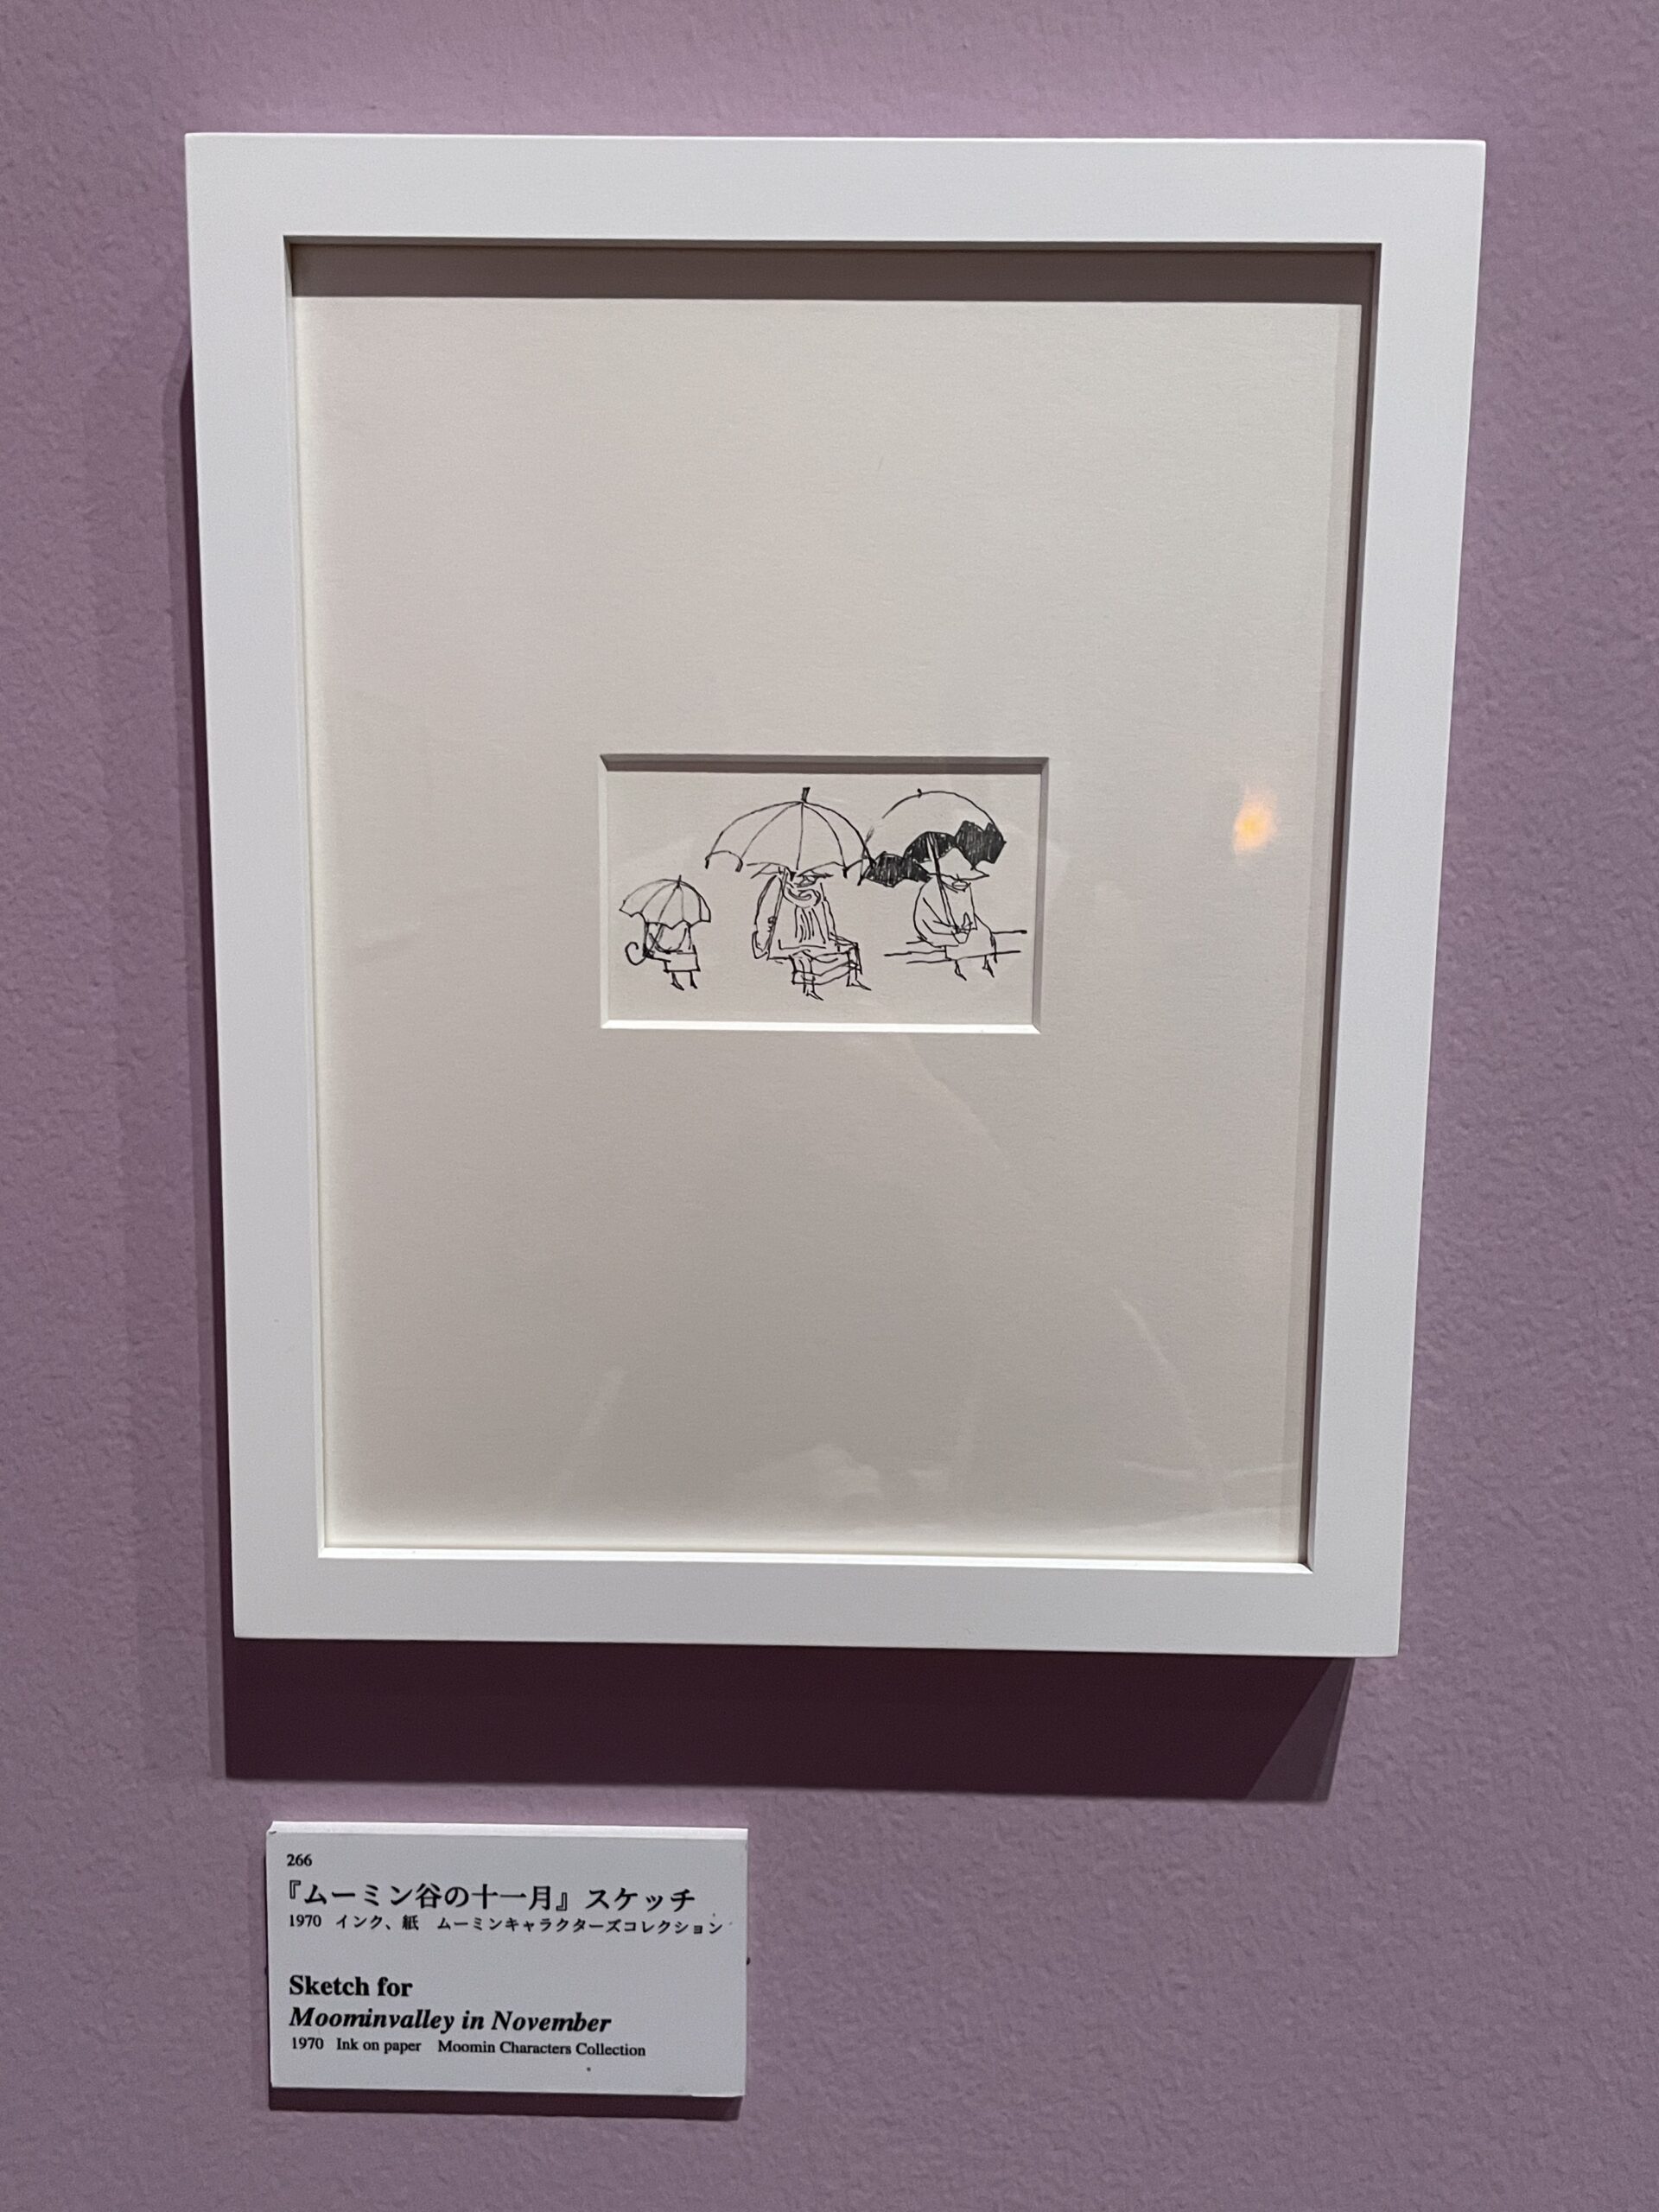 266
『ムーミン谷の十一月』スケッチ
1970 インク、紙 ムーミンキャラクターズコレクション
Sketch for
Moominvalley in November
1970 Ink on paper Moomin Characters Collection